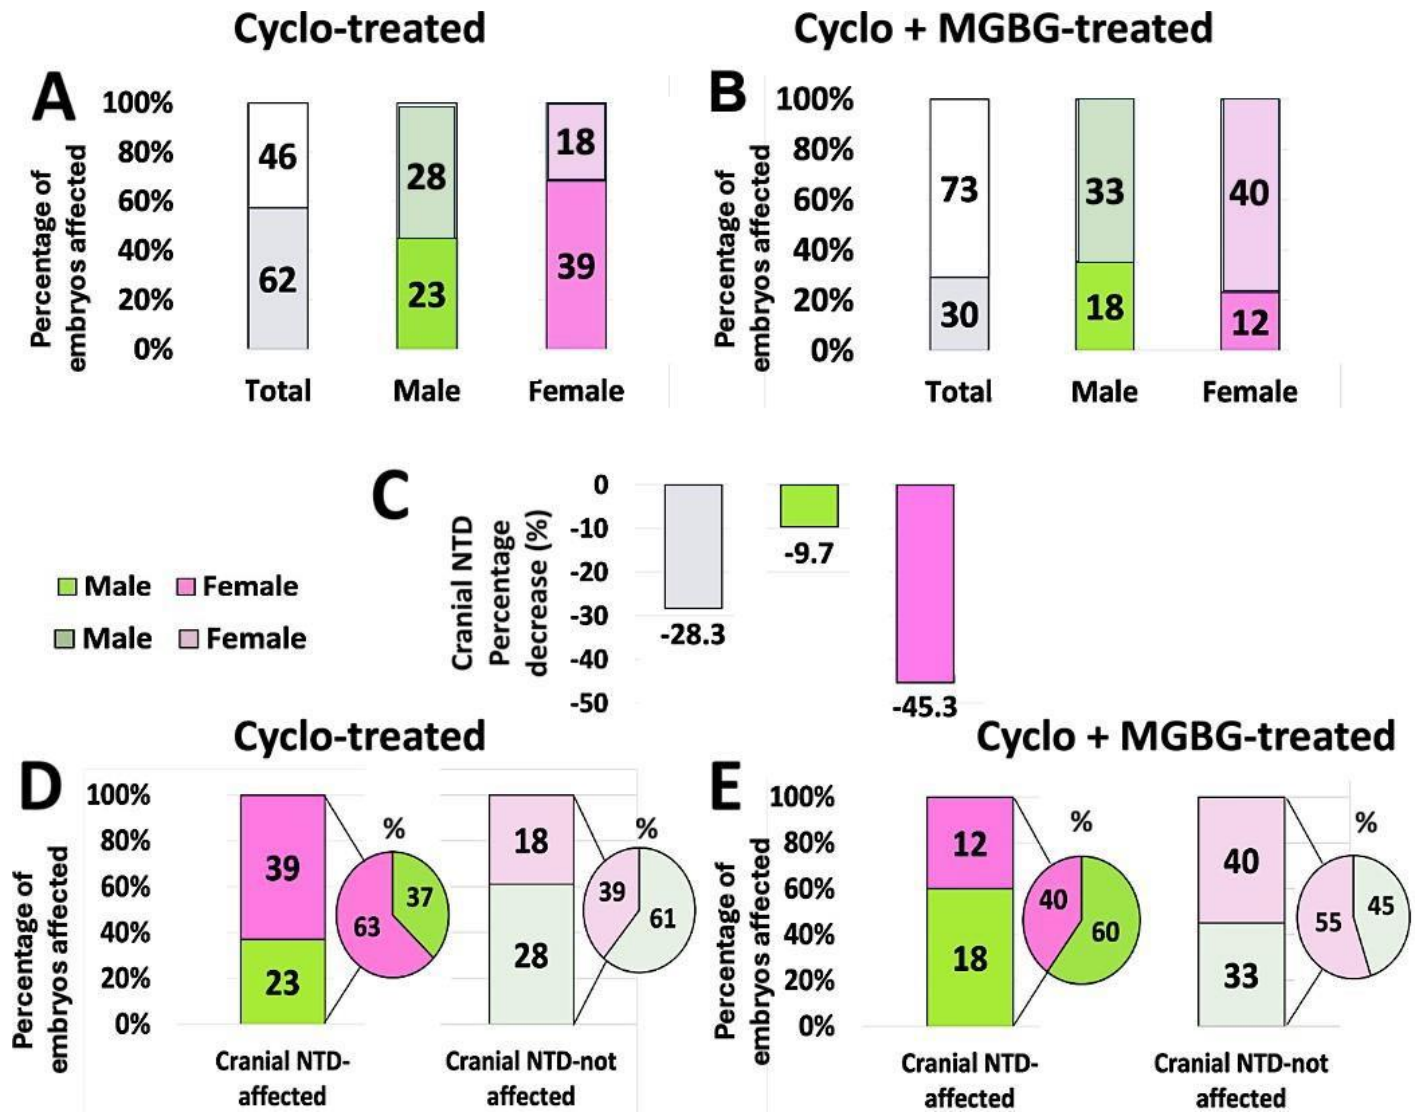 Cyclo-treated
Cyclo + MGBG-treated
A
Percentage of
embryos affected
100%
80%
60%
40%
20%
0%
46
62
28
23
18
39
Total
Male
Female
B
Percentage of
embryos affected
100%
80%
60%
40%
20%
0%
73
30
33
18
40
12
Total
Male
Female
C
Cranial NTD
Percentage
decrease (%)
0
-10
-20
-30
-40
-50
-28.3
-9.7
-45.3
Male
Female
Male
Female
Cyclo-treated
Cyclo + MGBG-treated
D
Percentage of
embryos affected
100%
80%
60%
40%
20%
0%
39
23
%
37
63
18
28
%
39
61
Cranial NTD-
affected
Cranial NTD-not
affected
E
Percentage of
embryos affected
100%
80%
60%
40%
20%
0%
12
18
%
40
60
40
33
%
55
45
Cranial NTD-
affected
Cranial NTD-not
affected